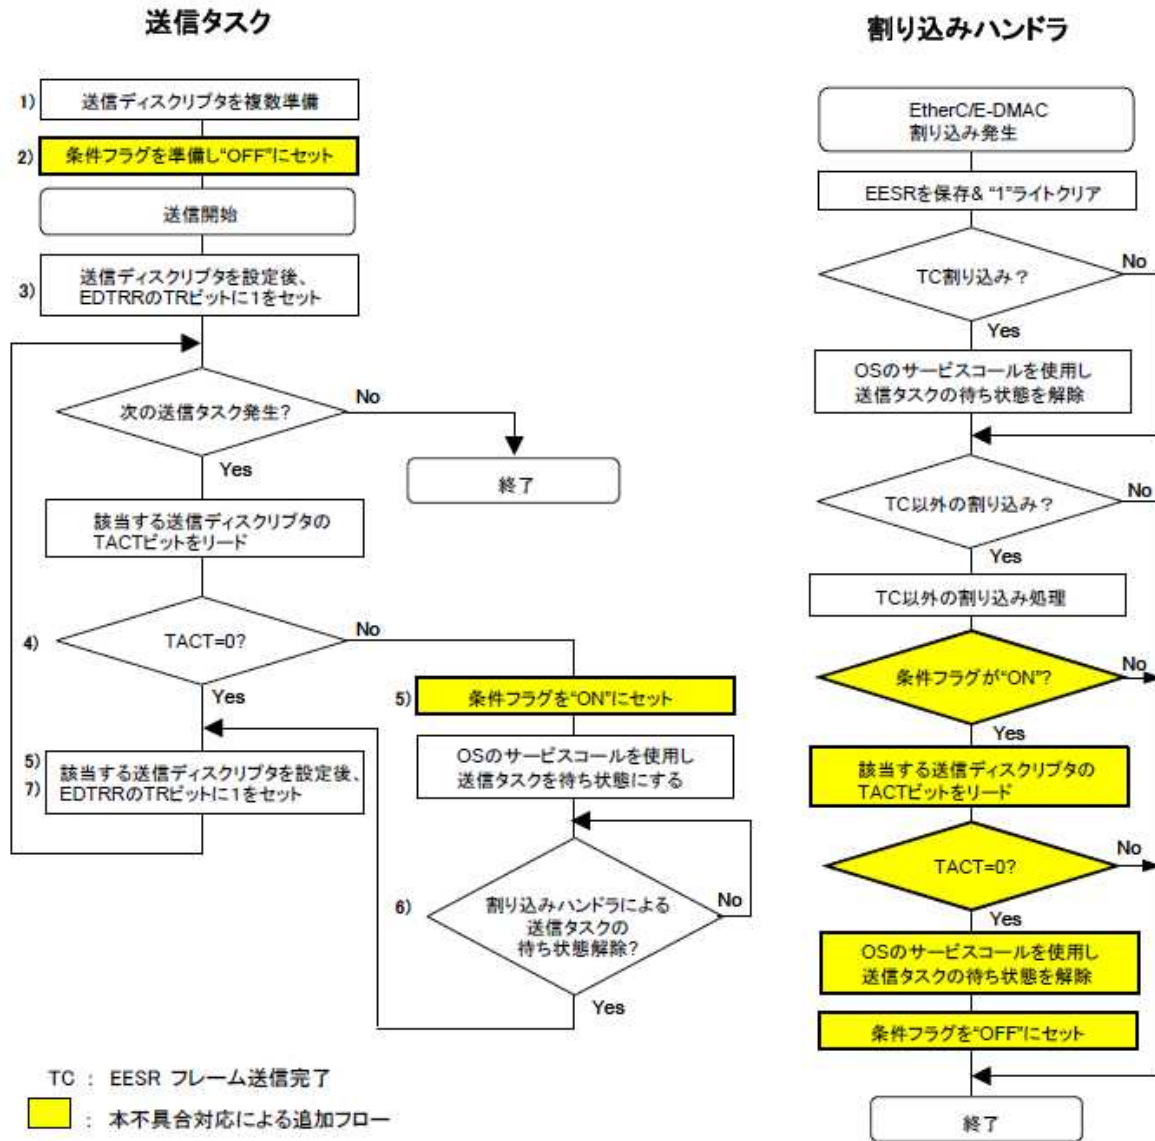 送信タスク
1)
送信ディスクリプタを複数準備
2)
条件フラグを準備し“OFF”にセット
送信開始
3)
送信ディスクリプタを設定後、
EDTRRのTRビットに1をセット
次の送信タスク発生?
No
Yes
終了
該当する送信ディスクリプタの
TACTビットをリード
4)
TACT=0?
No
Yes
5)
条件フラグを“ON”にセット
OSのサービスコールを使用し
送信タスクを待ち状態にする
5)
7)
該当する送信ディスクリプタを設定後、
EDTRRのTRビットに1をセット
6)
割り込みハンドラによる
送信タスクの
待ち状態解除?
No
Yes
TC : EESR フレーム送信完了
: 本不具合対応による追加フロー
割り込みハンドラ
EtherC/E-DMAC
割り込み発生
EESRを保存& “1”ライトクリア
TC割り込み?
No
Yes
OSのサービスコールを使用し
送信タスクの待ち状態を解除
TC以外の割り込み?
No
Yes
TC以外の割り込み処理
条件フラグが“ON”?
No
Yes
該当する送信ディスクリプタの
TACTビットをリード
TACT=0?
No
Yes
OSのサービスコールを使用し
送信タスクの待ち状態を解除
条件フラグを“OFF”にセット
終了